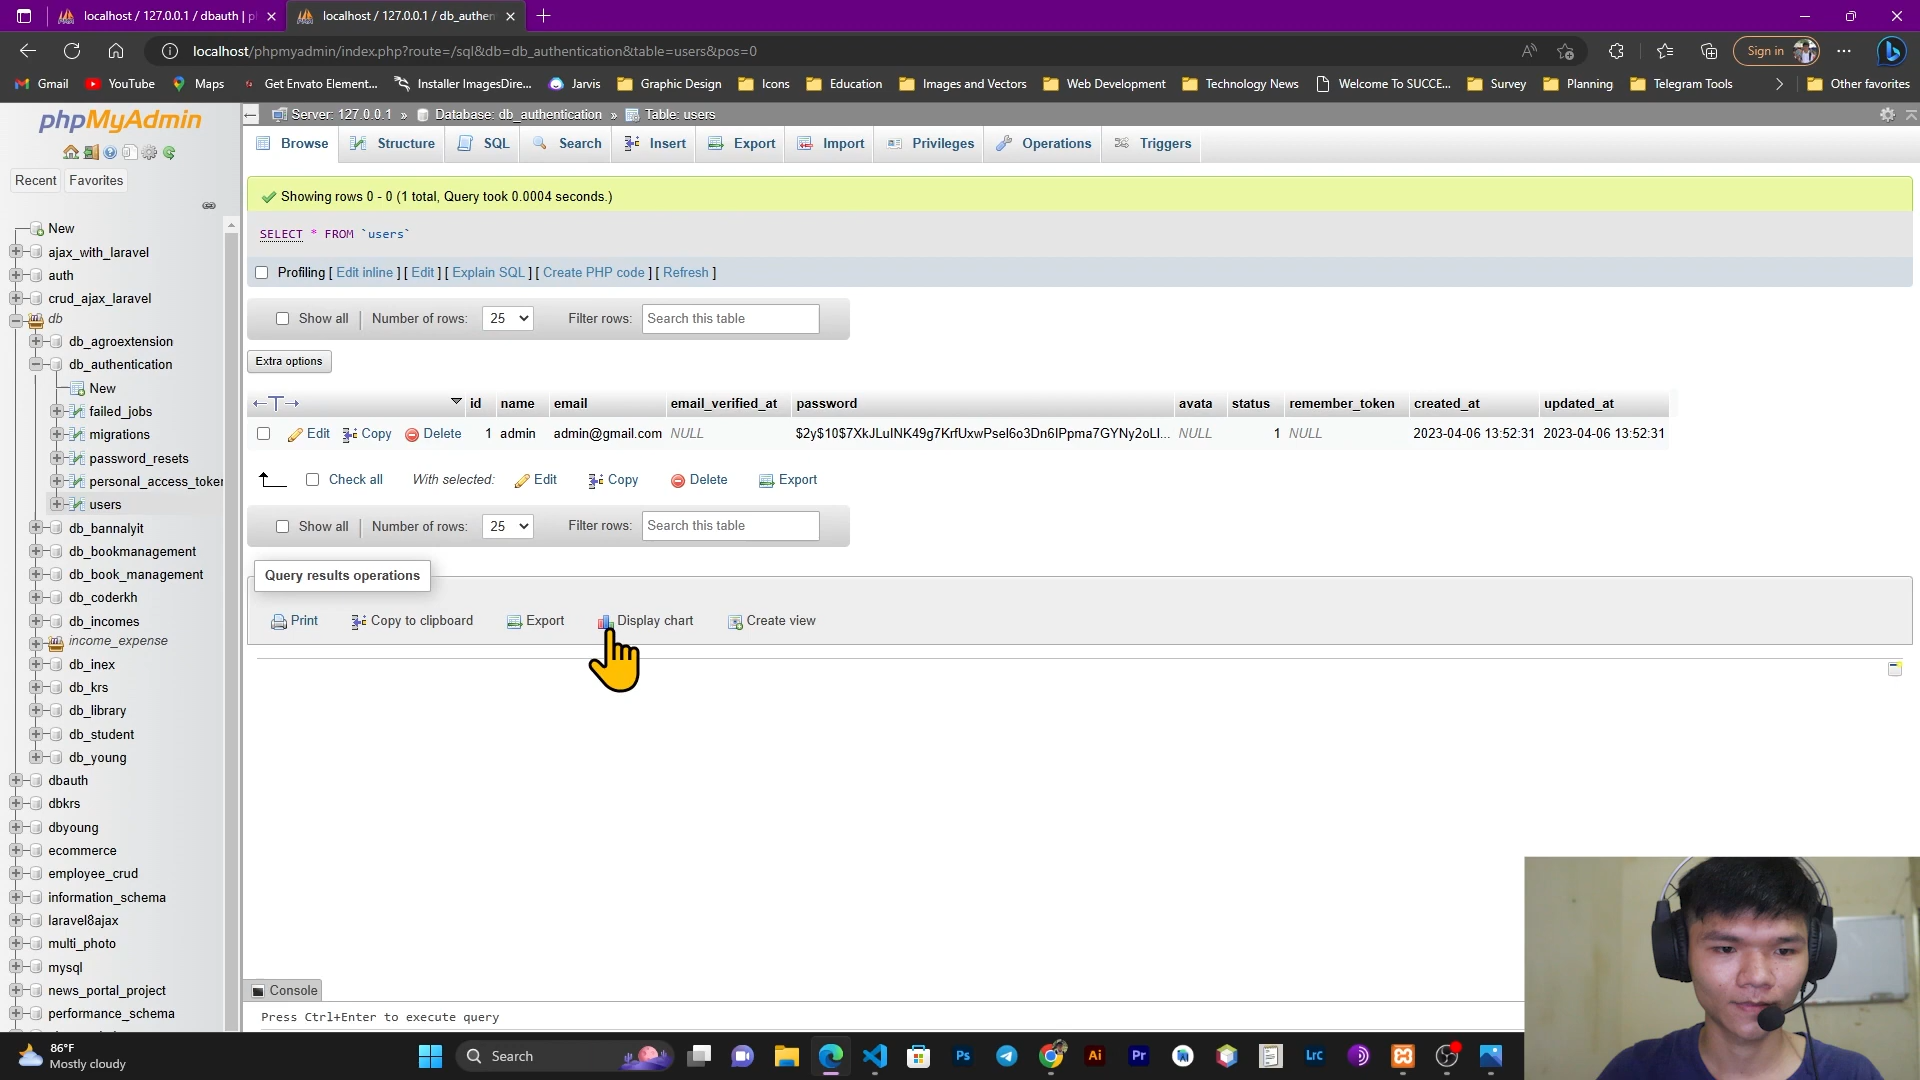 localhost / 127.0.0.1 / dbauth | p
localhost / 127.0.0.1 / db_authen
localhost/phpmyadmin/index.php?route=/sql&db=db_authentication&table=users&pos=0
Sign in
Gmail YouTube Maps Get Envato Element... Installer ImagesDire... Jarvis Graphic Design Icons Education Images and Vectors Web Development Technology News Welcome To SUCCE... Survey Planning Telegram Tools Other favorites
phpMyAdmin
Recent Favorites
New
ajax_with_laravel
auth
crud_ajax_laravel
db
db_agroextension
db_authentication
New
failed_jobs
migrations
password_resets
personal_access_token
users
db_bannalyit
db_bookmanagement
db_book_management
db_coderkh
db_incomes
income_expense
db_inex
db_krs
db_library
db_student
db_young
dbauth
dbkrs
dbyoung
ecommerce
employee_crud
information_schema
laravel8ajax
multi_photo
mysql
news_portal_project
performance_schema
Server: 127.0.0.1 » Database: db_authentication » Table: users
Browse Structure SQL Search Insert Export Import Privileges Operations Triggers
Showing rows 0 - 0 (1 total, Query took 0.0004 seconds.)
SELECT * FROM `users`
Profiling [ Edit inline ] [ Edit ] [ Explain SQL ] [ Create PHP code ] [ Refresh ]
Show all Number of rows: 25 Filter rows: Search this table
Extra options
←T→ id name email email_verified_at password avata status remember_token created_at updated_at
Edit Copy Delete 1 admin admin@gmail.com NULL $2y$10$7XkJLuINK49g7KrfUxwPsel6o3Dn6IPpma7GYNy2oLI... NULL 1 NULL 2023-04-06 13:52:31 2023-04-06 13:52:31
Check all With selected: Edit Copy Delete Export
Show all Number of rows: 25 Filter rows: Search this table
Query results operations
Print Copy to clipboard Export Display chart Create view
Console
Press Ctrl+Enter to execute query
86°F
Mostly cloudy
Search
Ps
Ai
Pr
Lrc